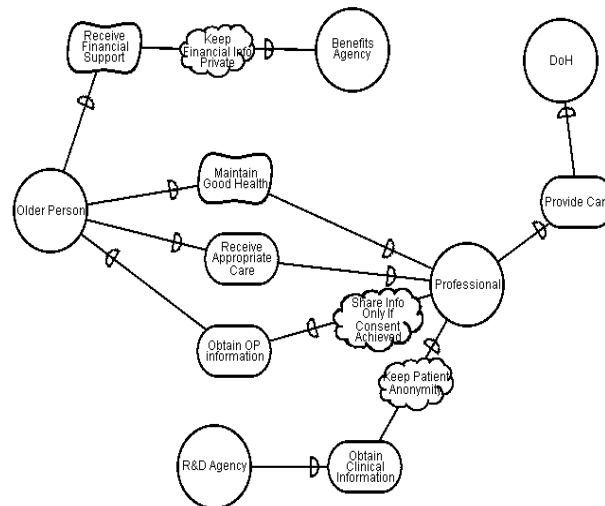 Receive
Financial
Support
Keep
Financial Info
Private
Benefits
Agency
DoH
Maintain
Good Health
Older Person
Provide Car
Receive
Appropriate
Care
Professional
Share Info
Only If
Consent
Achieved
Obtain OP
information
Keep Patient
Anonymity
R&D Agency
Obtain
Clinical
Information